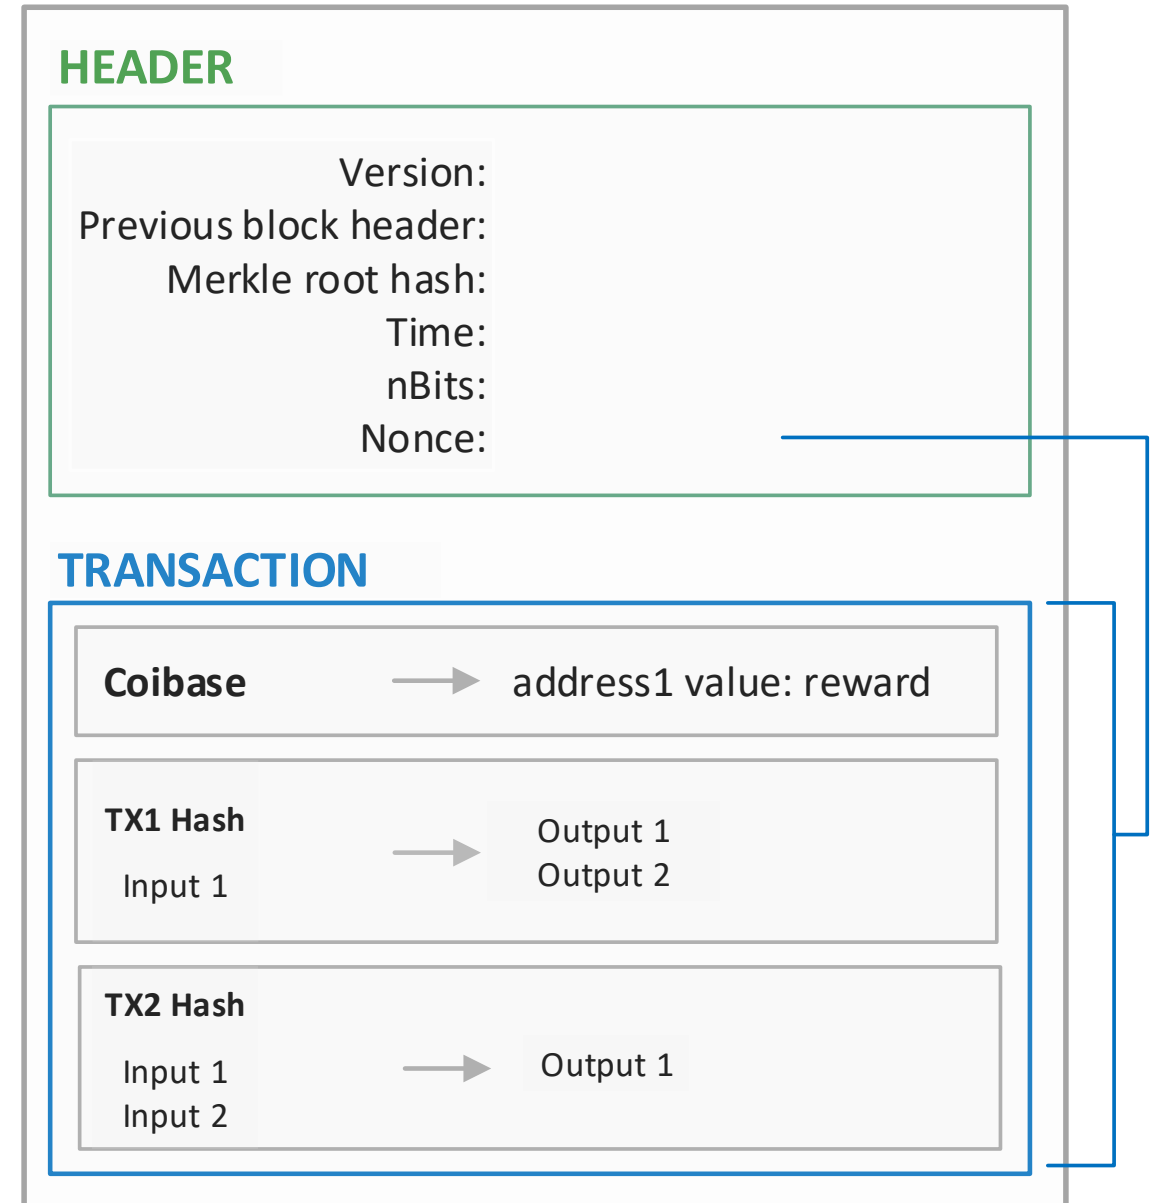 HEADER
Version:
Previous block header:
Merkle root hash:
Time:
nBits:
Nonce:
TRANSACTION
Coibase
address1 value: reward
TX1 Hash
Input 1
Output 1
Output 2
TX2 Hash
Input 1
Input 2
Output 1